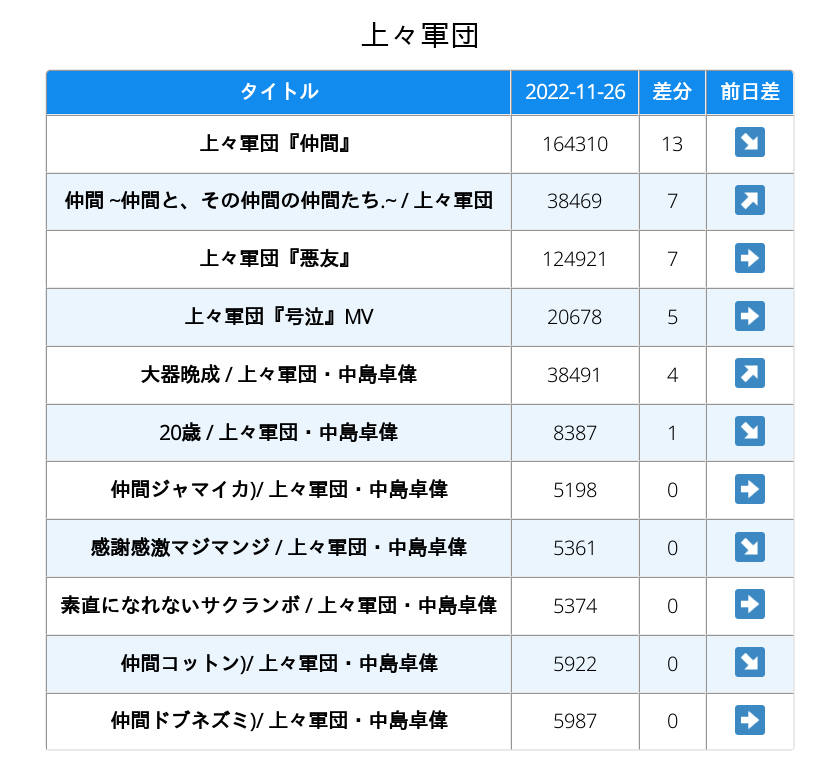 上々軍団
タイトル 2022-11-26 差分 前日差
上々軍団『仲間』 164310 13 ↘
仲間 ~仲間と、その仲間の仲間たち.~ / 上々軍団 38469 7 ↗
上々軍団『悪友』 124921 7 ➡
上々軍団『号泣』MV 20678 5 ➡
大器晩成 / 上々軍団・中島卓偉 38491 4 ↗
20歳 / 上々軍団・中島卓偉 8387 1 ↘
仲間ジャマイカ)/ 上々軍団・中島卓偉 5198 0 ➡
感謝感激マジマンジ / 上々軍団・中島卓偉 5361 0 ↘
素直になれないサクランボ / 上々軍団・中島卓偉 5374 0 ➡
仲間コットン)/ 上々軍団・中島卓偉 5922 0 ↘
仲間ドブネズミ)/ 上々軍団・中島卓偉 5987 0 ➡